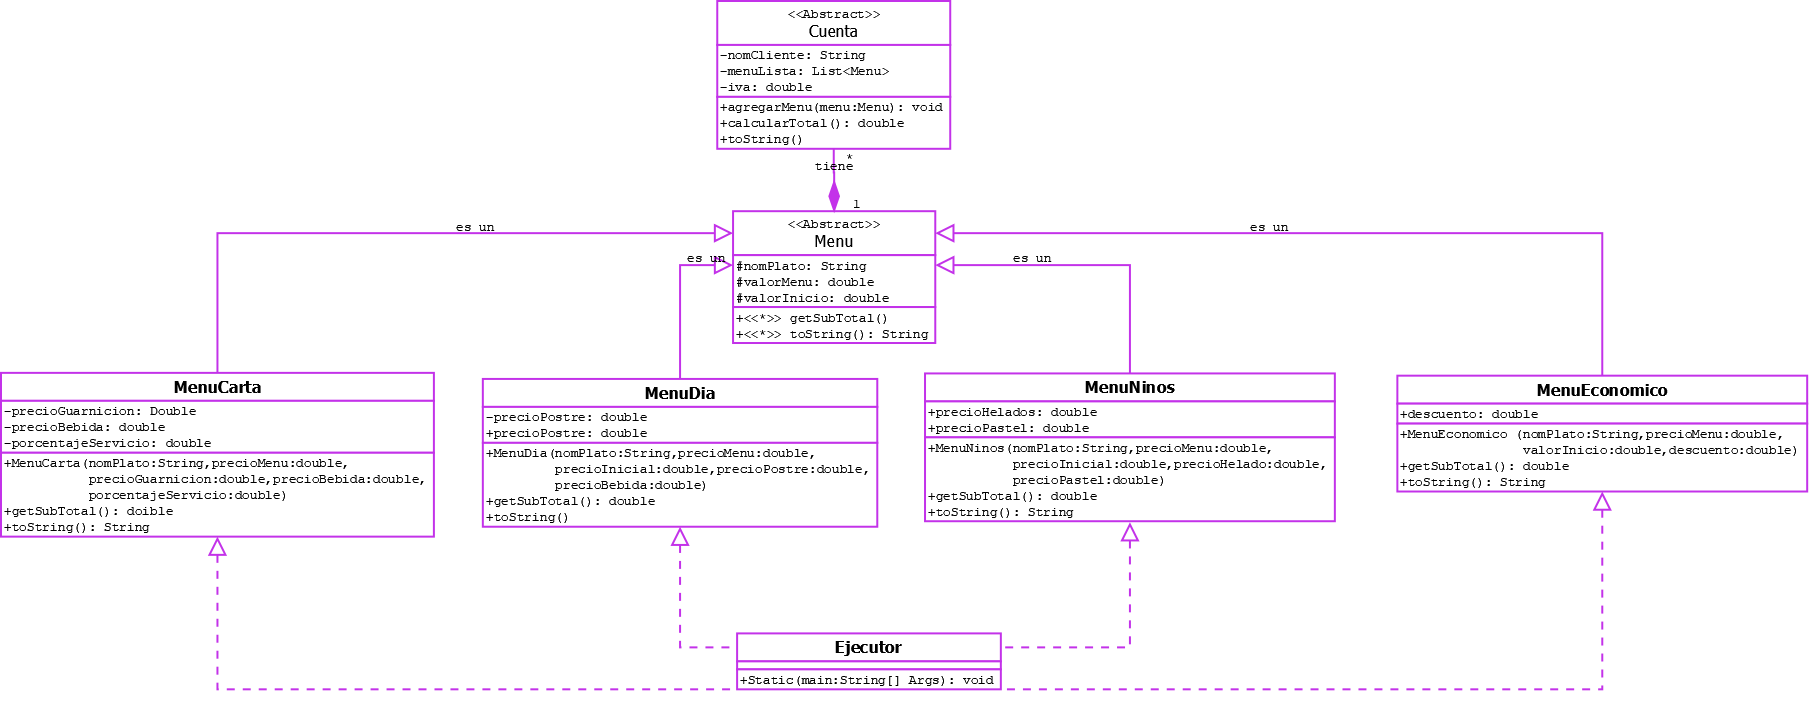 <<Abstract>>
Cuenta
-nomCliente: String
-menuLista: List<Menu>
-iva: double
+agregarMenu(menu:Menu): void
+calcularTotal(): double
+toString()
*
tiene
1
<<Abstract>>
Menu
#nomPlato: String
#valorMenu: double
#valorInicio: double
+<<*>> getSubTotal()
+<<*>> toString(): String
es un
es un
es un
es un
MenuCarta
-precioGuarnicion: Double
-precioBebida: double
-porcentajeServicio: double
+MenuCarta(nomPlato:String,precioMenu:double,
precioGuarnicion:double,precioBebida:double,
porcentajeServicio:double)
+getSubTotal(): doible
+toString(): String
MenuDia
-precioPostre: double
+precioPostre: double
+MenuDia(nomPlato:String,precioMenu:double,
precioInicial:double,precioPostre:double,
precioBebida:double)
+getSubTotal(): double
+toString()
MenuNinos
+precioHelados: double
+precioPastel: double
+MenuNinos(nomPlato:String,precioMenu:double,
precioInicial:double,precioHelado:double,
precioPastel:double)
+getSubTotal(): double
+toString(): String
MenuEconomico
+descuento: double
+MenuEconomico (nomPlato:String,precioMenu:double,
valorInicio:double,descuento:double)
+getSubTotal(): double
+toString(): String
Ejecutor
+Static(main:String[] Args): void